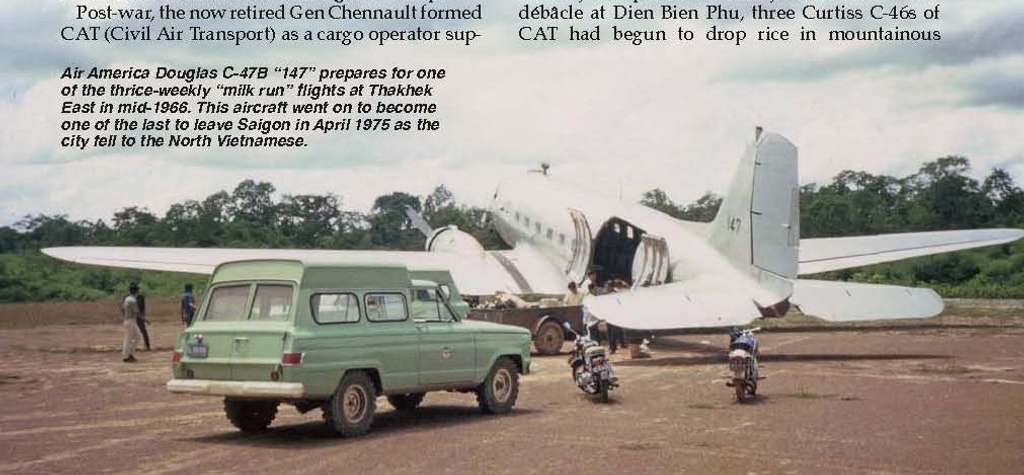 Post-war, the now retired Gen Chennault formed
CAT (Civil Air Transport) as a cargo operator sup-
débâcle at Dien Bien Phu, three Curtiss C-46s of
CAT had begun to drop rice in mountainous
Air America Douglas C-47B “147” prepares for one
of the thrice-weekly “milk run” flights at Thakhek
East in mid-1966. This aircraft went on to become
one of the last to leave Saigon in April 1975 as the
city fell to the North Vietnamese.
147